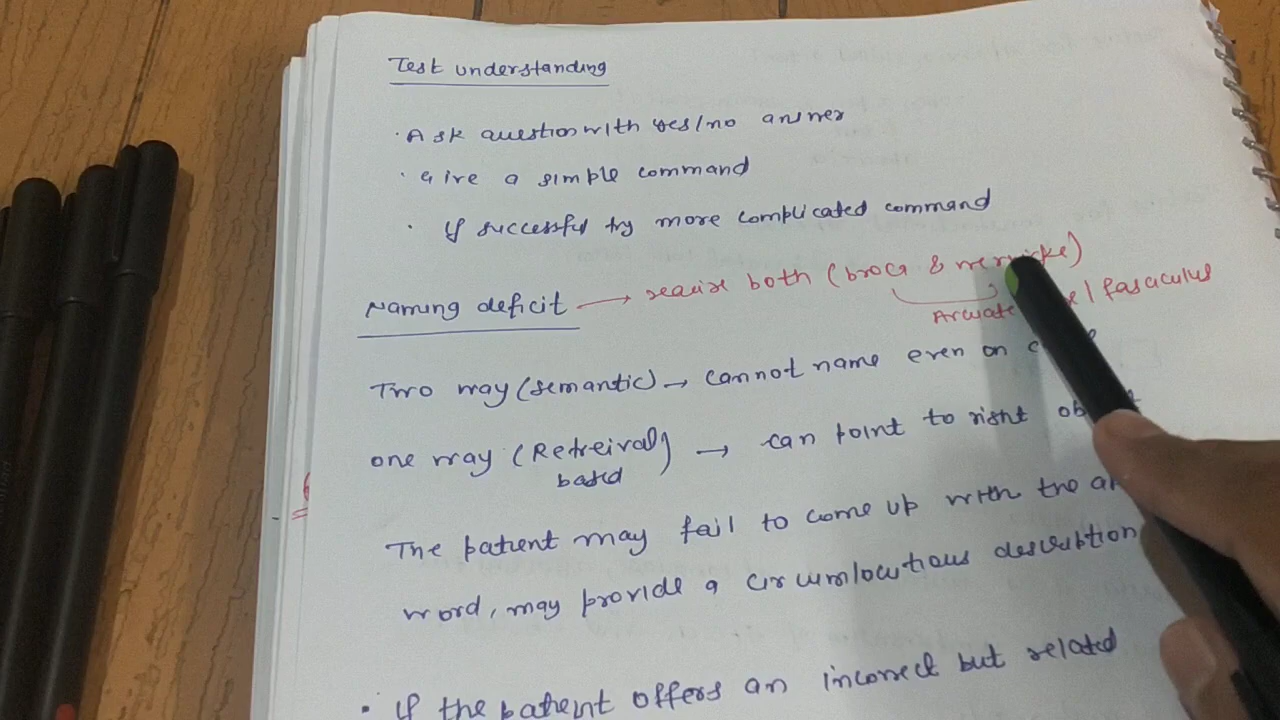 Test understanding
· Ask question with yes/no answer
· Give a simple command
· If successful try more complicated command
Naming deficit → require both (broca & wernicke)
Arcuate fasaculus
Two way (semantic) → cannot name even on
one way (Retreival based) → can point to right object
The patient may fail to come up with the
word, may provide a circumlocutious description
· if the patient offers an incorrect but related